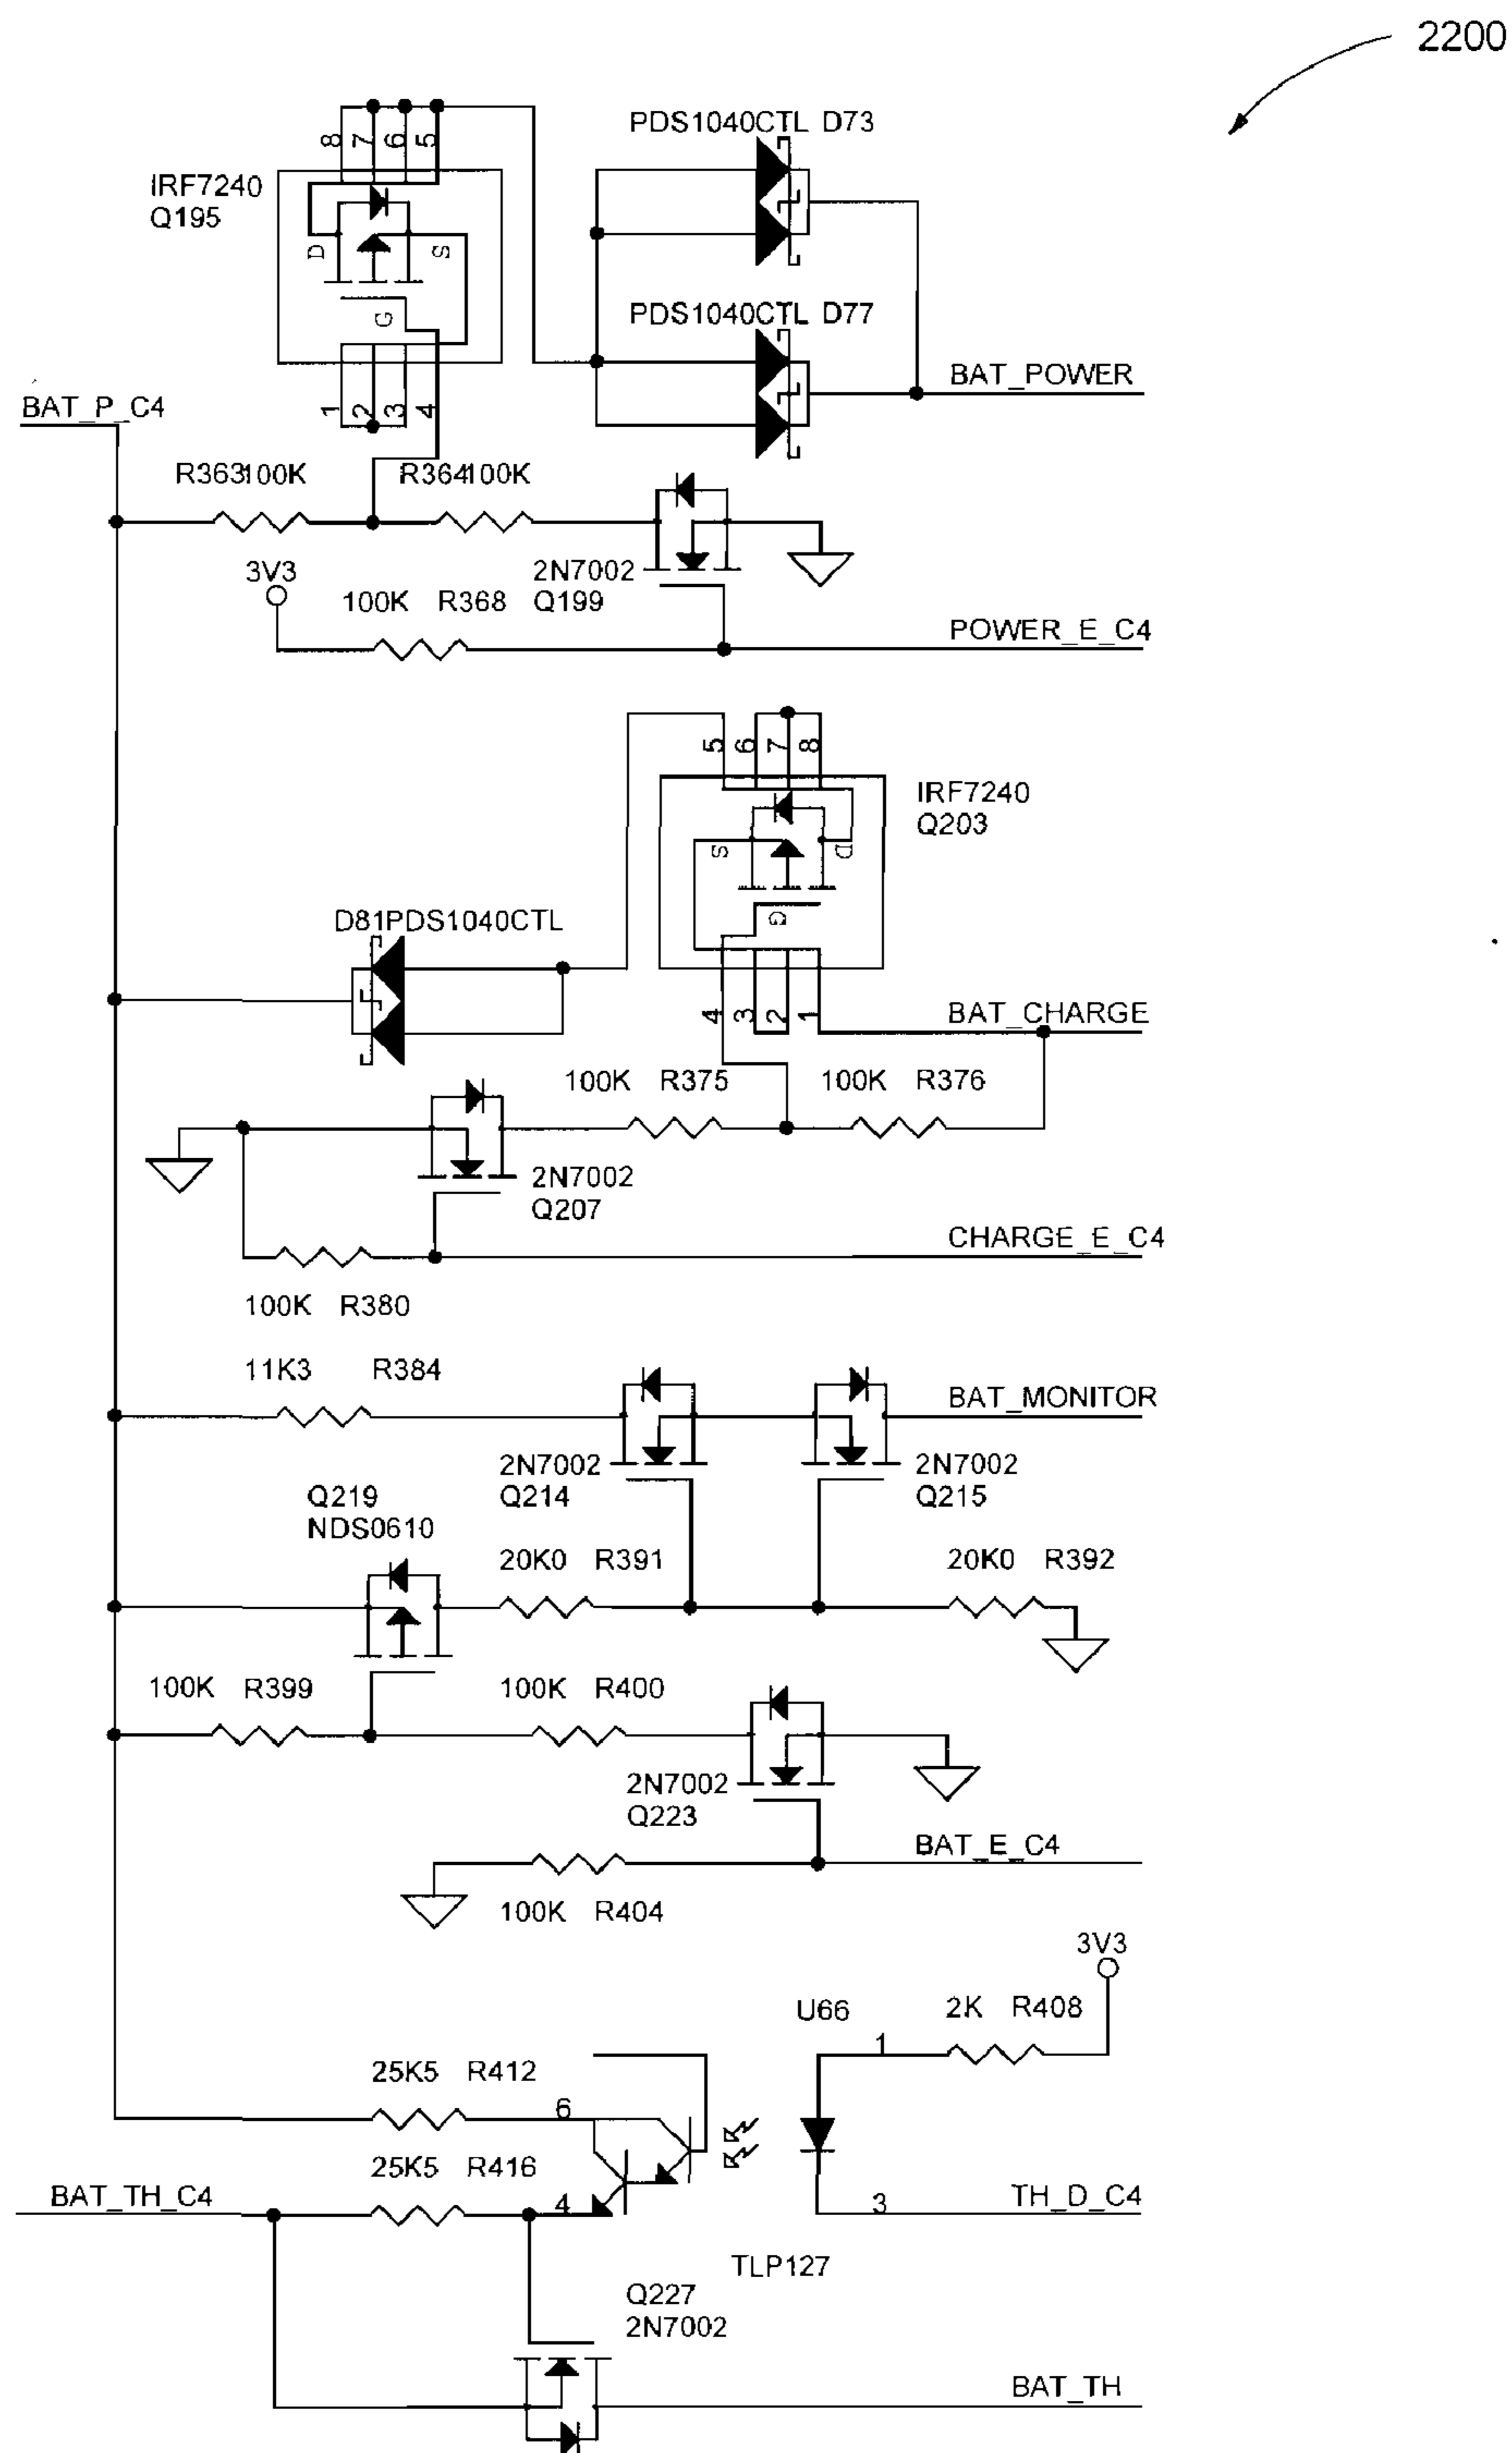 2200
PDS1040CTL D73
8 7 6 5
IRF7240
Q195
D S
G
PDS1040CTL D77
BAT_POWER
BAT_P_C4
1 2 3 4
R363100K R364100K
3V3
2N7002
Q199
100K R368
POWER_E_C4
5 6 7 8
IRF7240
Q203
S D
G
D81PDS1040CTL
4 3 2 1
BAT_CHARGE
100K R375 100K R376
2N7002
Q207
CHARGE_E_C4
100K R380
11K3 R384
BAT_MONITOR
2N7002
Q214
2N7002
Q215
Q219
NDS0610
20K0 R391 20K0 R392
100K R399 100K R400
2N7002
Q223
BAT_E_C4
100K R404
3V3
U66 2K R408
1
25K5 R412
6
25K5 R416
BAT_TH_C4 4 3 TH_D_C4
TLP127
Q227
2N7002
BAT_TH